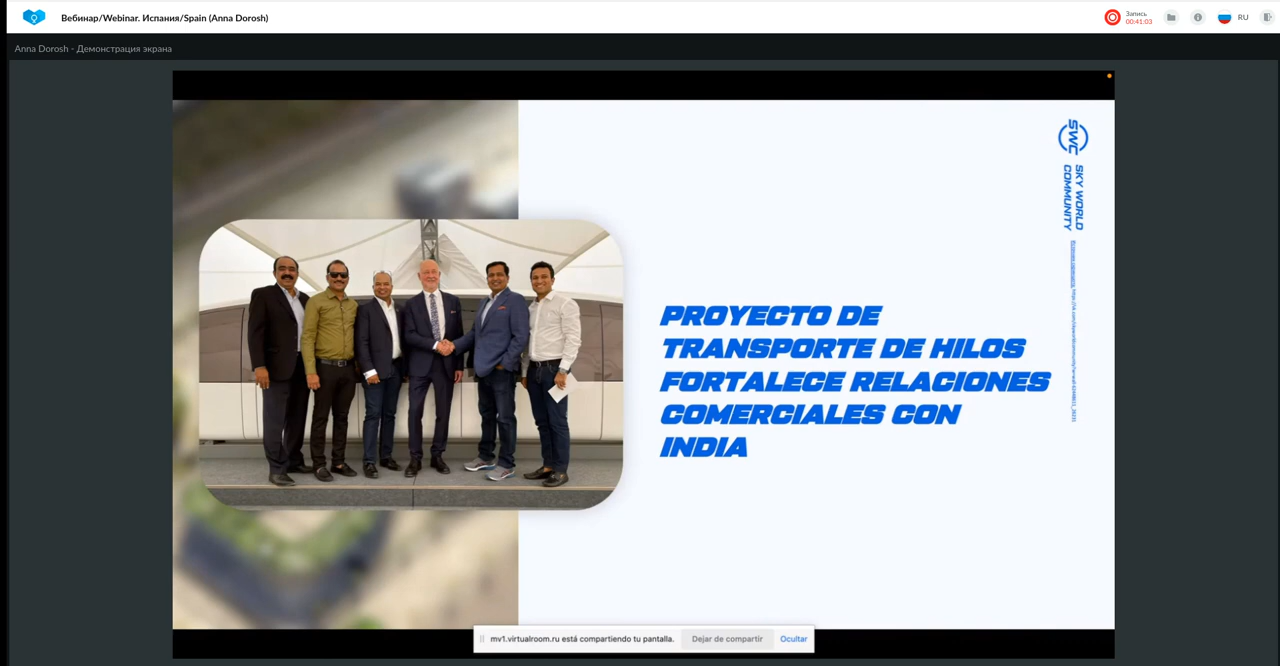 Вебинар/Webinar. Испания/Spain (Anna Dorosh)
Запись
00:41:03
RU
Anna Dorosh - Демонстрация экрана
SWC
SKY WORLD
COMMUNITY
PROYECTO DE
TRANSPORTE DE HILOS
FORTALECE RELACIONES
COMERCIALES CON
INDIA
mv1.virtualroom.ru está compartiendo tu pantalla.
Dejar de compartir
Ocultar